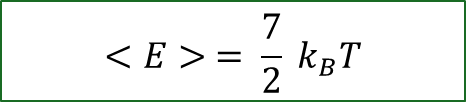 < E > = 7/2 k_B T